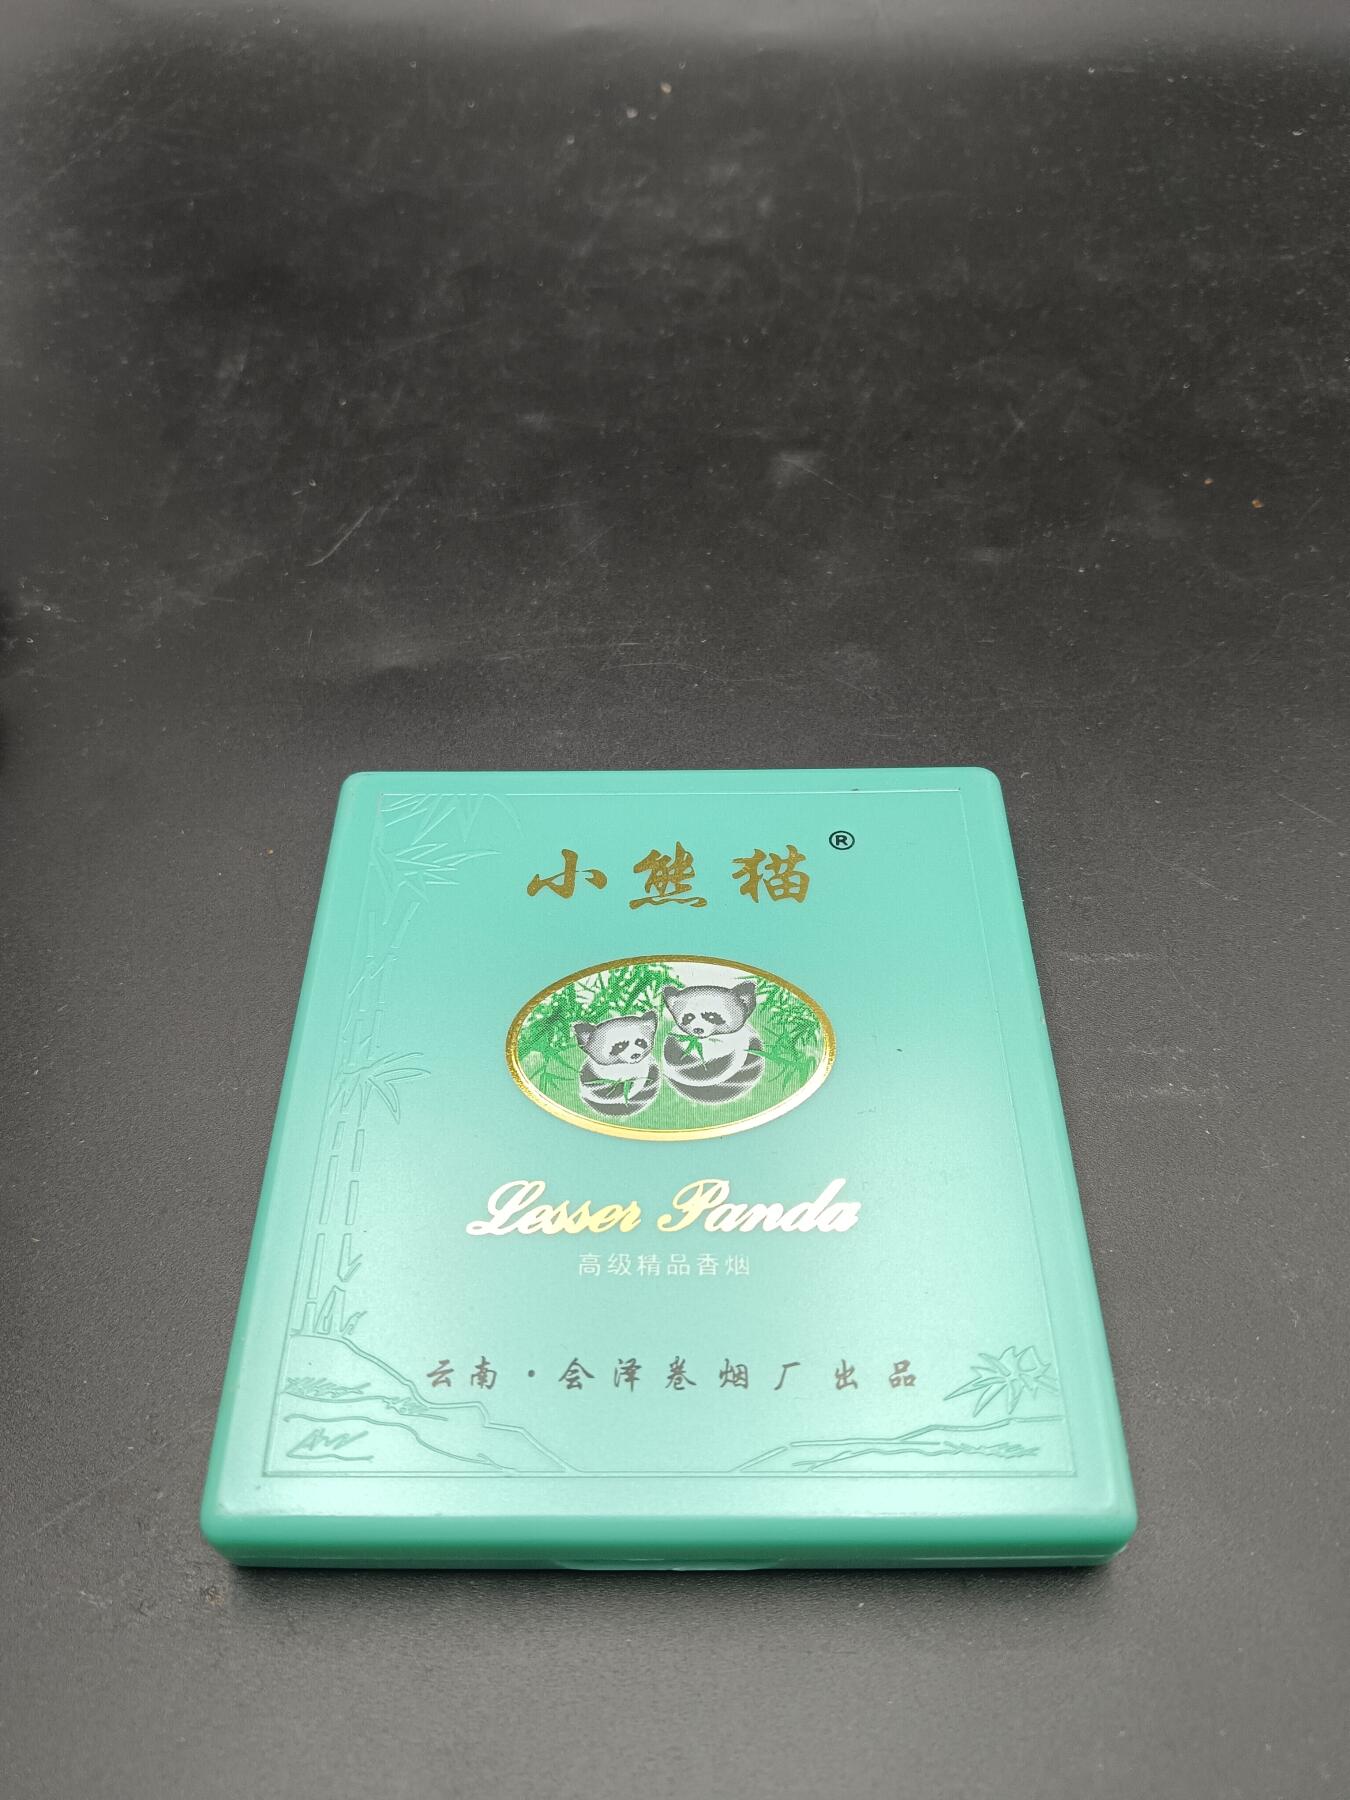 小熊猫®
Lesser Panda
高级精品香烟
云南·会泽卷烟厂出品